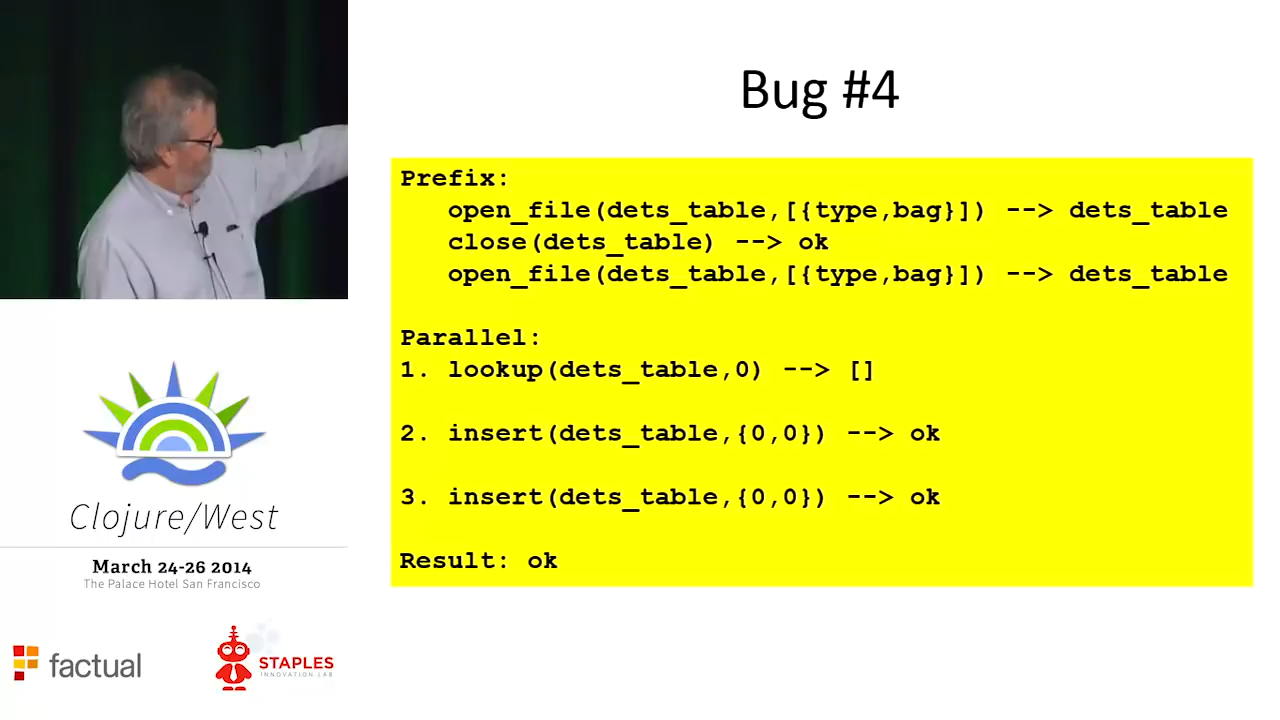 Bug #4
Prefix:
open_file(dets_table,[{type,bag}]) --> dets_table
close(dets_table) --> ok
open_file(dets_table,[{type,bag}]) --> dets_table
Parallel:
1. lookup(dets_table,0) --> []
2. insert(dets_table,{0,0}) --> ok
3. insert(dets_table,{0,0}) --> ok
Result: ok
Clojure/West
March 24-26 2014
The Palace Hotel San Francisco
factual
STAPLES
INNOVATION LAB